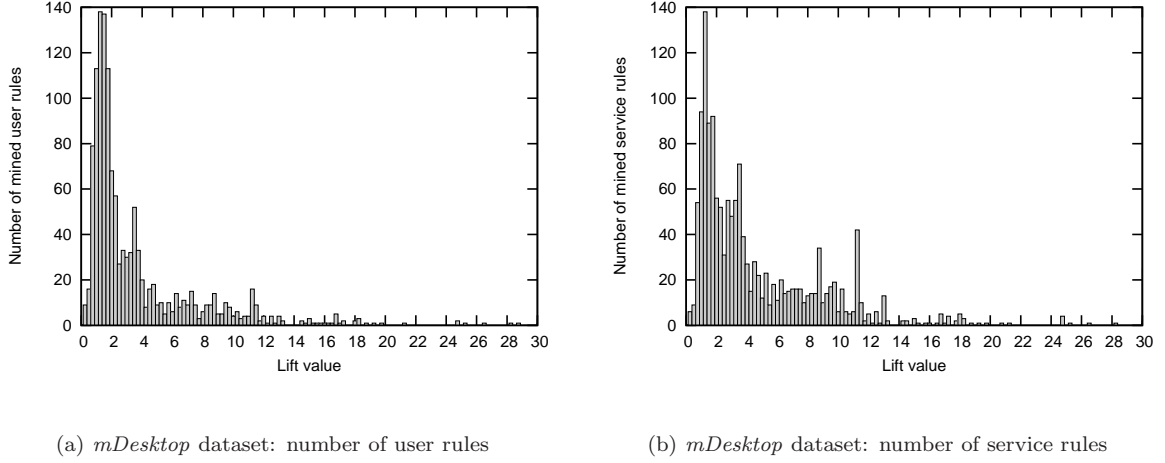 140
120
100
80
60
40
20
0
0 2 4 6 8 10 12 14 16 18 20 22 24 26 28 30
Number of mined user rules
Lift value
(a) mDesktop dataset: number of user rules
140
120
100
80
60
40
20
0
0 2 4 6 8 10 12 14 16 18 20 22 24 26 28 30
Number of mined service rules
Lift value
(b) mDesktop dataset: number of service rules